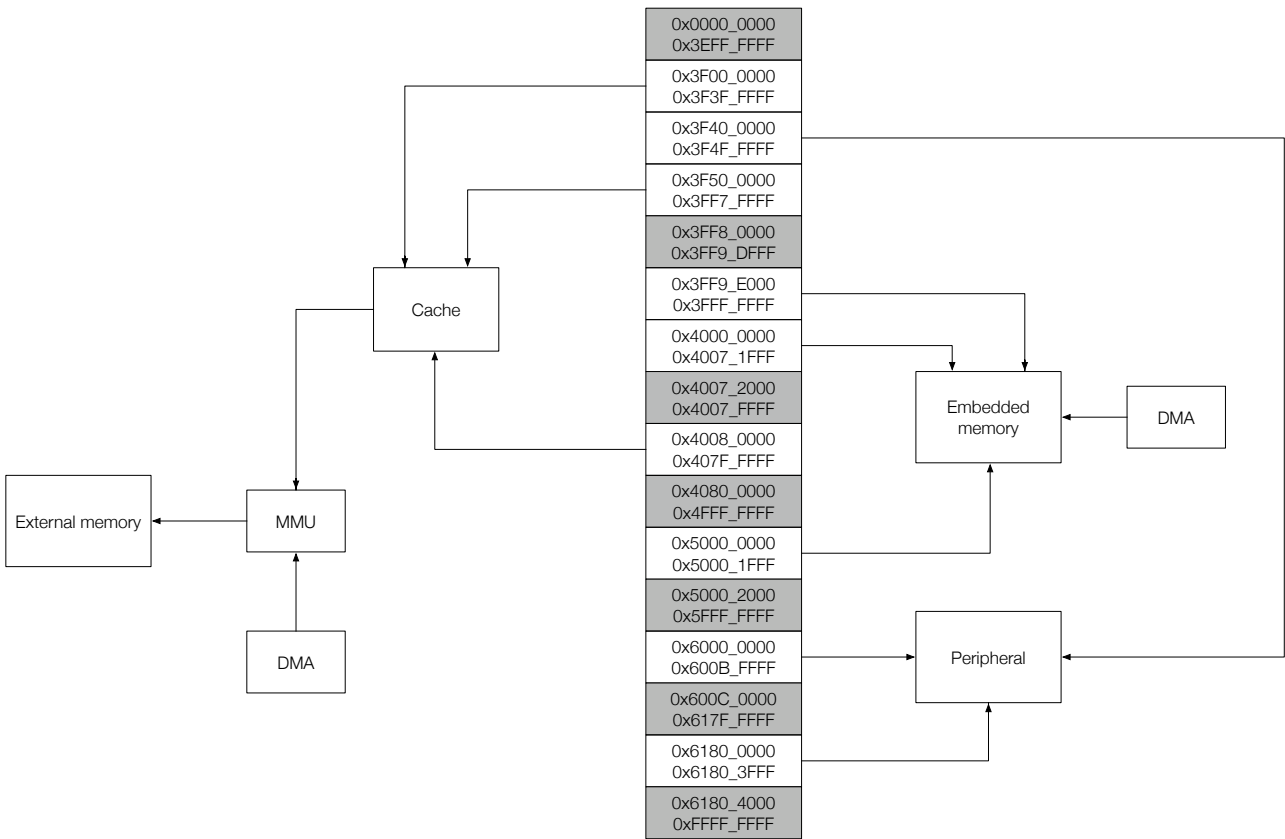 0x0000_0000
0x3EFF_FFFF
0x3F00_0000
0x3F3F_FFFF
0x3F40_0000
0x3F4F_FFFF
0x3F50_0000
0x3FF7_FFFF
0x3FF8_0000
0x3FF9_DFFF
0x3FF9_E000
0x3FFF_FFFF
0x4000_0000
0x4007_1FFF
0x4007_2000
0x4007_FFFF
0x4008_0000
0x407F_FFFF
0x4080_0000
0x4FFF_FFFF
0x5000_0000
0x5000_1FFF
0x5000_2000
0x5FFF_FFFF
0x6000_0000
0x600B_FFFF
0x600C_0000
0x617F_FFFF
0x6180_0000
0x6180_3FFF
0x6180_4000
0xFFFF_FFFF
Cache
External memory
MMU
DMA
Embedded
memory
DMA
Peripheral